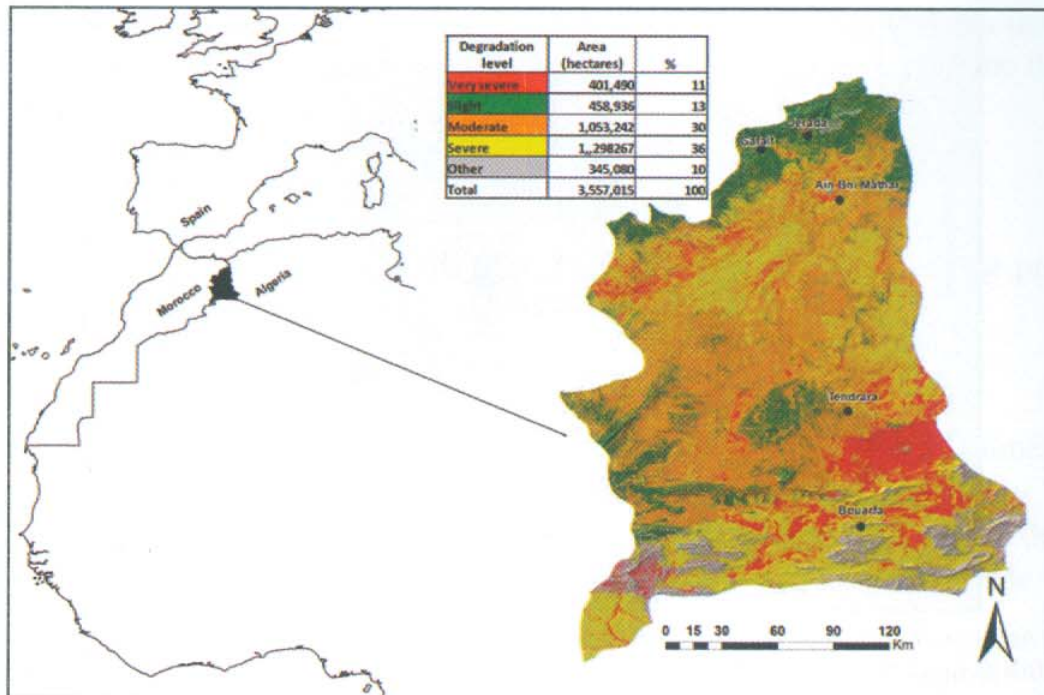 Degradation level Area (hectares) %
Very severe 401,490 11
Slight 458,936 13
Moderate 1,053,242 30
Severe 1,,298267 36
Other 345,080 10
Total 3,557,015 100
Jerada
Gafait
Ain Bni Mathar
Spain
Morocco
Algeria
Tendrara
Bouarfa
N
0 15 30 60 90 120
Km